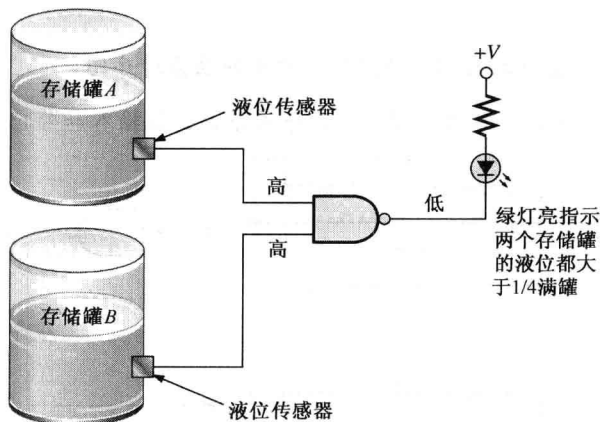 存储罐A
液位传感器
高
+V
低
绿灯亮指示
两个存储罐
的液位都大
于1/4满罐
高
存储罐B
液位传感器